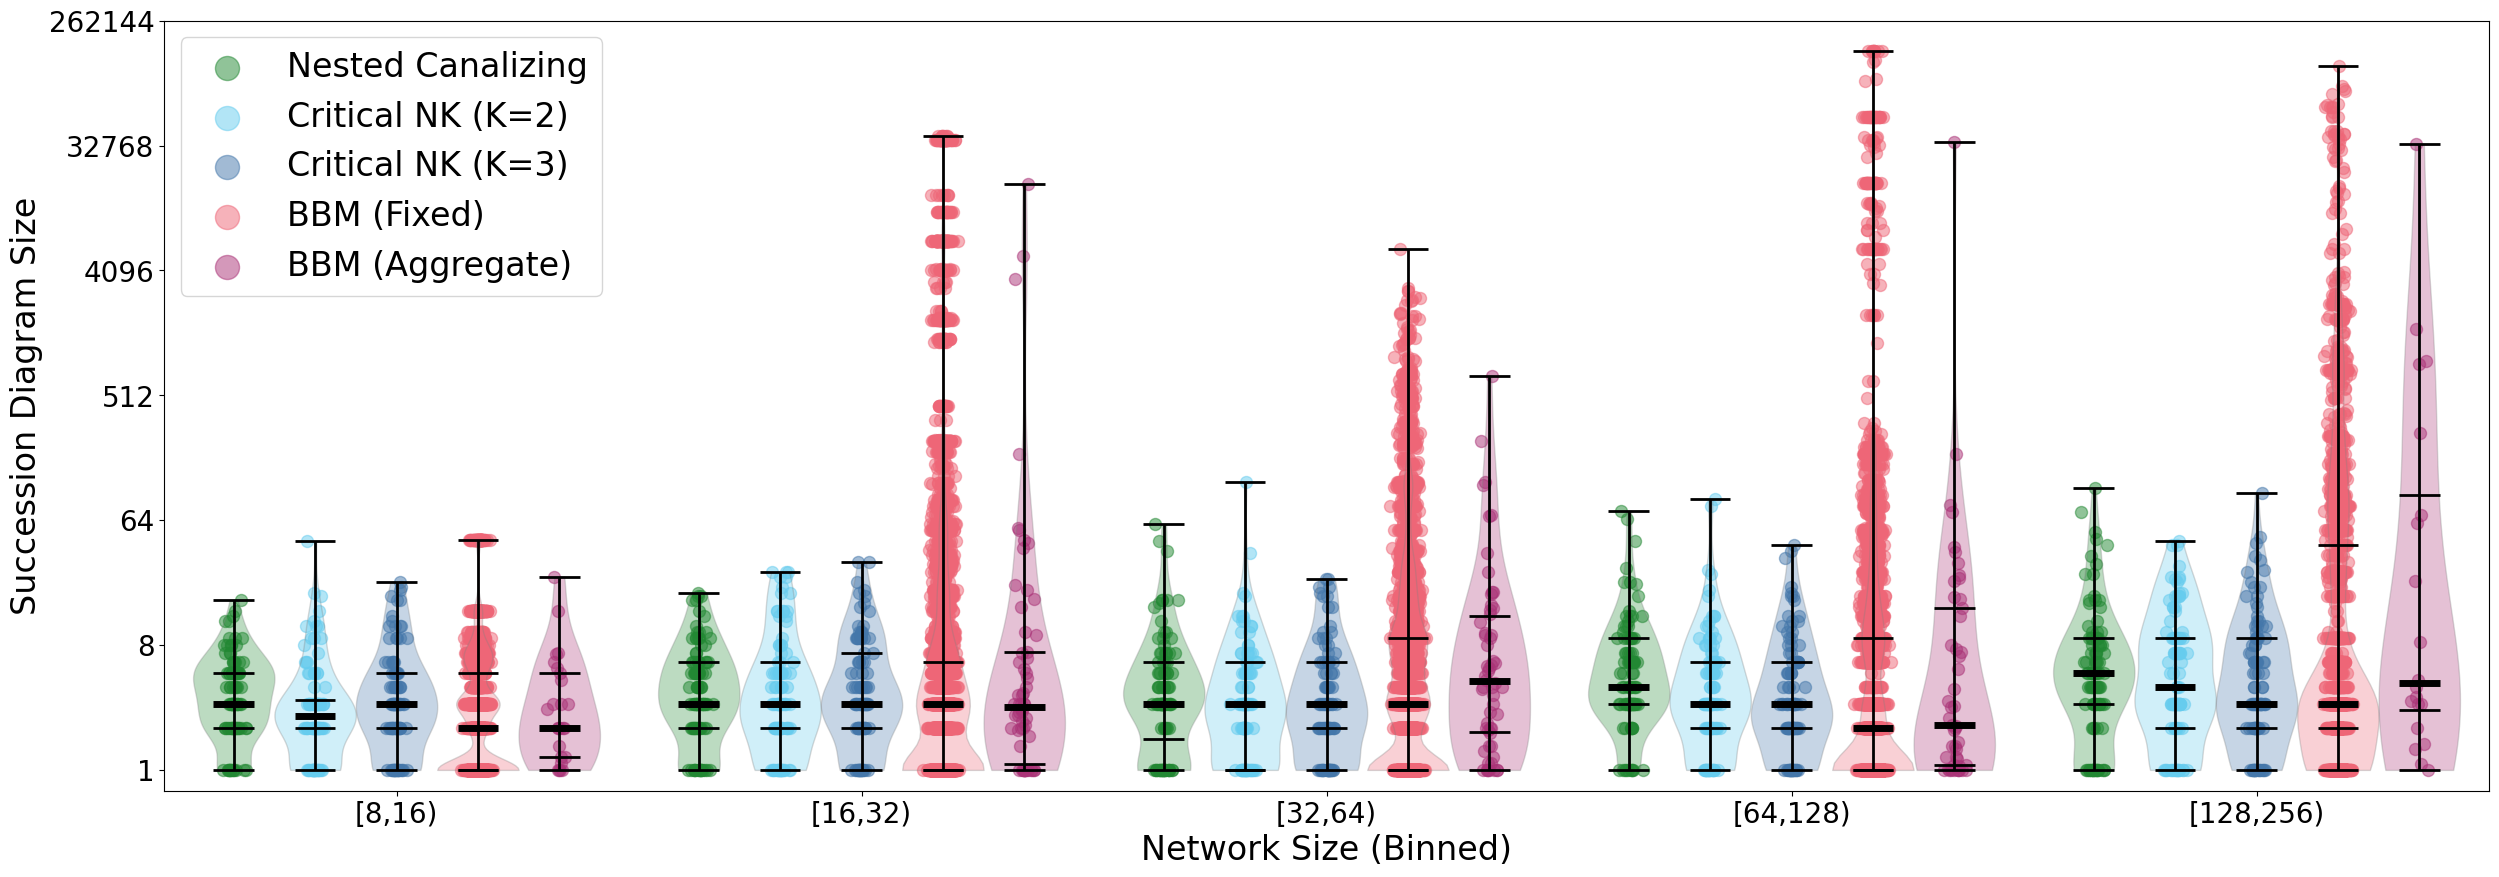 262144
32768
4096
512
64
8
1
Succession Diagram Size
Nested Canalizing
Critical NK (K=2)
Critical NK (K=3)
BBM (Fixed)
BBM (Aggregate)
[8,16)
[16,32)
[32,64)
[64,128)
[128,256)
Network Size (Binned)